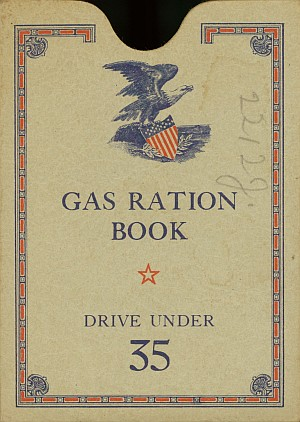 GAS RATION
BOOK
DRIVE UNDER
35